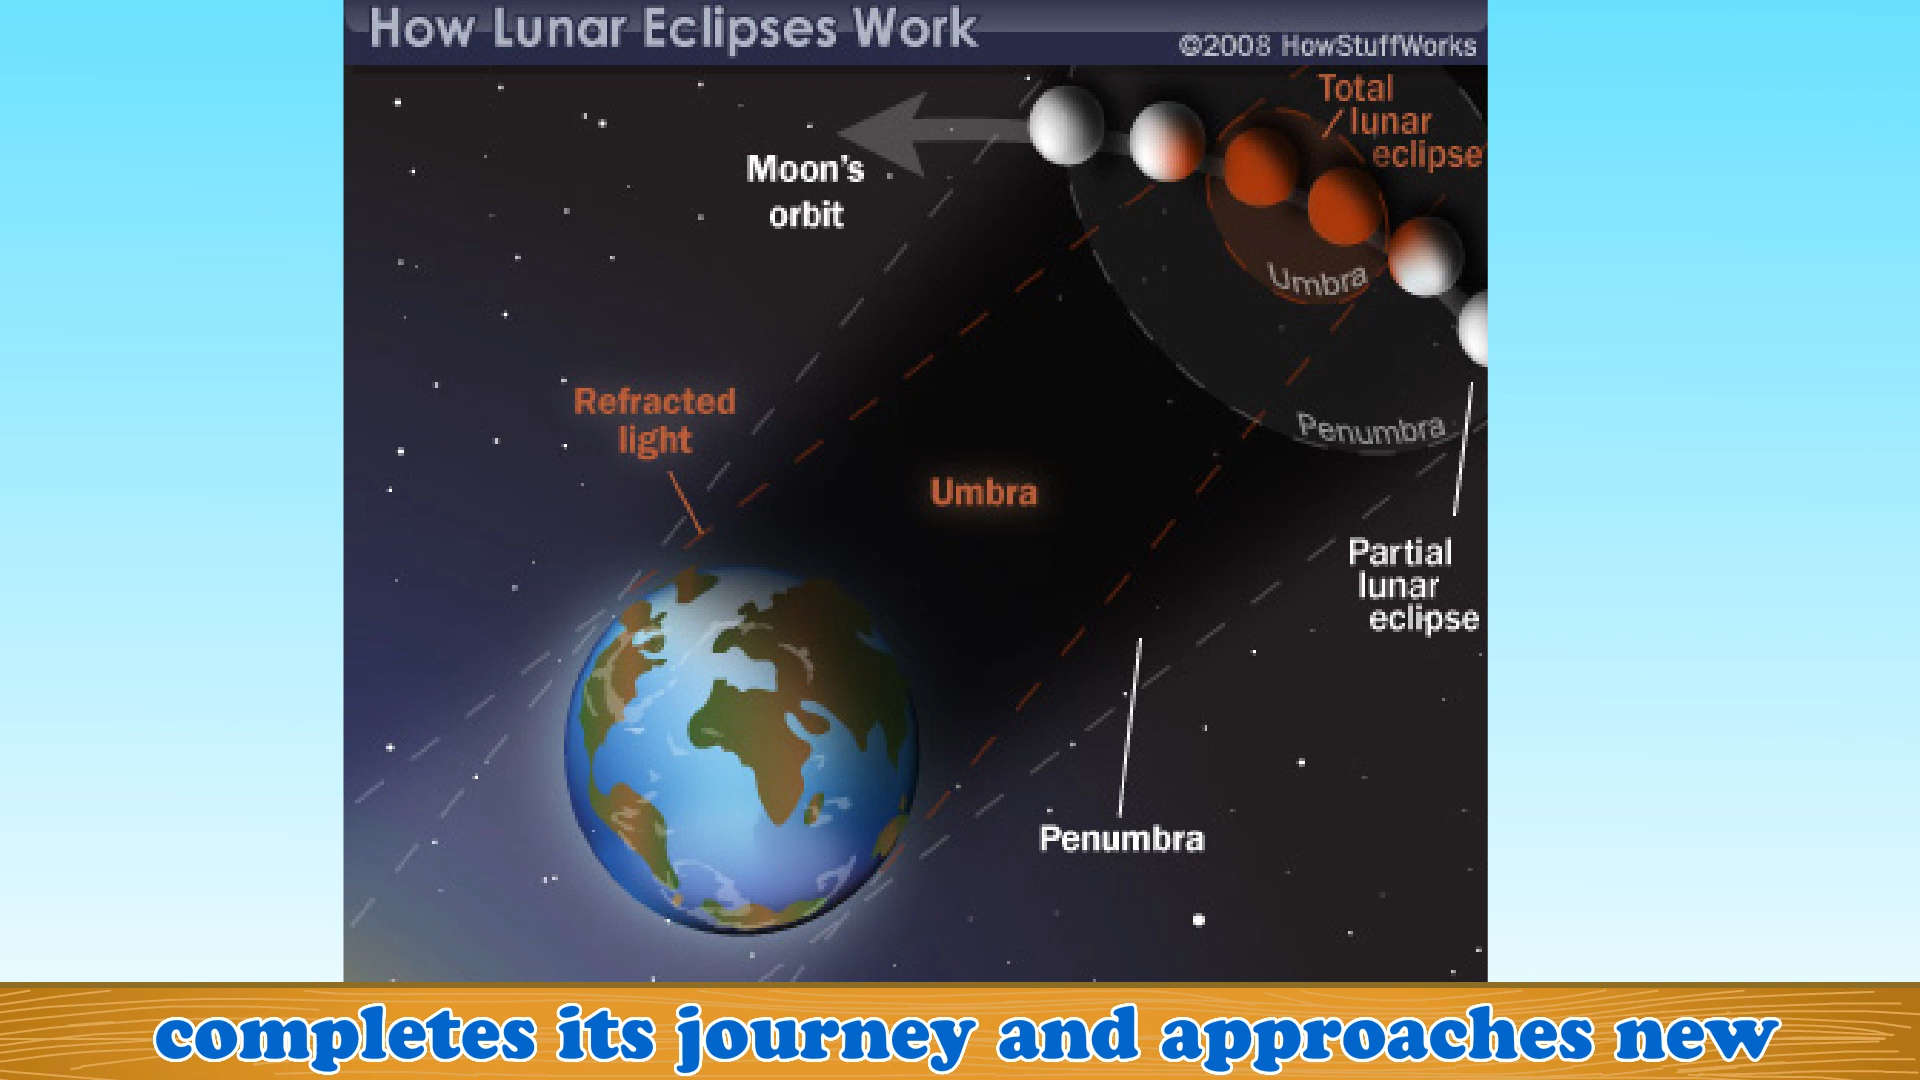 How Lunar Eclipses Work
©2008 HowStuffWorks
Total
lunar
eclipse
Moon's
orbit
Umbra
Refracted
light
Penumbra
Umbra
Partial
lunar
eclipse
Penumbra
completes its journey and approaches new